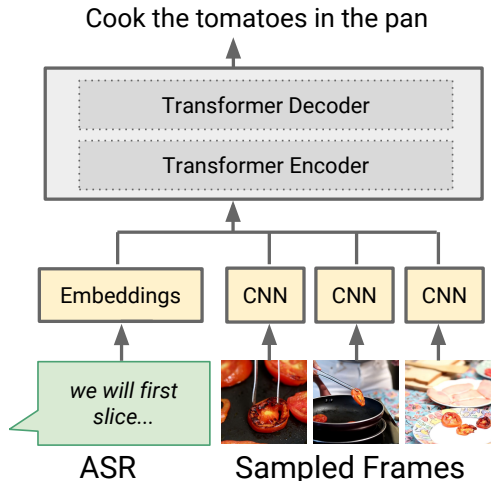 Cook the tomatoes in the pan
Transformer Decoder
Transformer Encoder
Embeddings
CNN
CNN
CNN
we will first
slice...
ASR
Sampled Frames